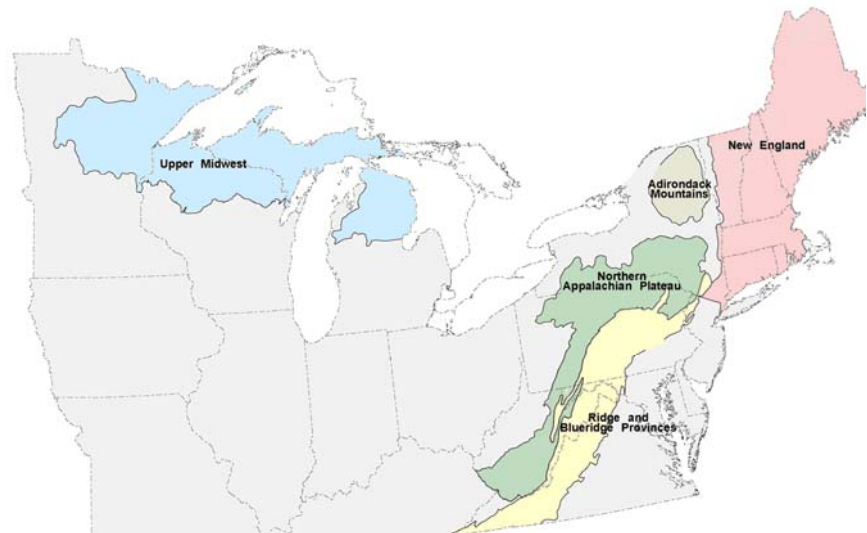 Upper Midwest
New England
Adirondack
Mountains
Northern
Appalachian Plateau
Ridge and
Blueridge Provinces